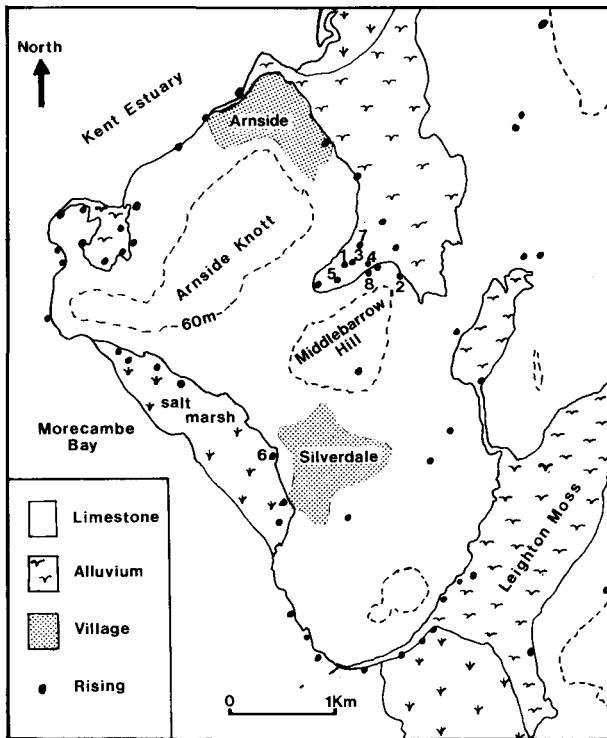 North
Kent Estuary
Arnside
Arnside Knott
60m
7
1 3 4
5
8 2
Middlebarrow
Hill
salt
marsh
Morecambe
Bay
6
Silverdale
Leighton Moss
Limestone
Alluvium
Village
Rising
0 1Km